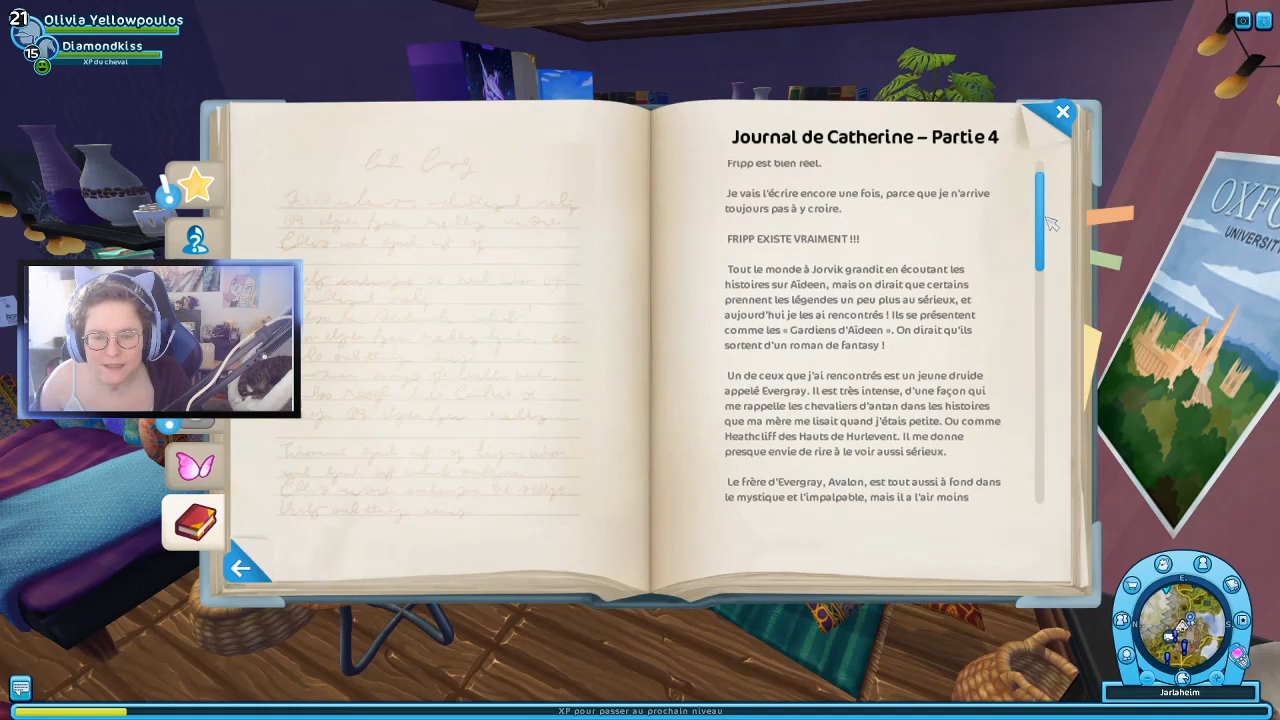 21 Olivia Yellowpoulos
15 Diamondkiss
XP du cheval
Journal de Catherine – Partie 4
Fripp est bien réel.
Je vais l'écrire encore une fois, parce que je n'arrive
toujours pas à y croire.
FRIPP EXISTE VRAIMENT !!!
Tout le monde à Jorvik grandit en écoutant les
histoires sur Aideen, mais on dirait que certains
prennent les légendes un peu plus au sérieux, et
aujourd'hui je les ai rencontrés ! Ils se présentent
comme les « Gardiens d'Aideen ». On dirait qu'ils
sortent d'un roman de fantasy !
Un de ceux que j'ai rencontrés est un jeune druide
appelé Evergray. Il est très intense, d'une façon qui
me rappelle les chevaliers d'antan dans les histoires
que ma mère me lisait quand j'étais petite. Ou comme
Heathcliff des Hauts de Hurlevent. Il me donne
presque envie de rire à le voir aussi sérieux.
Le frère d'Evergray, Avalon, est tout aussi à fond dans
le mystique et l'impalpable, mais il a l'air moins
UNIVERSITY
E
S
N
Jarlaheim
XP pour passer au prochain niveau